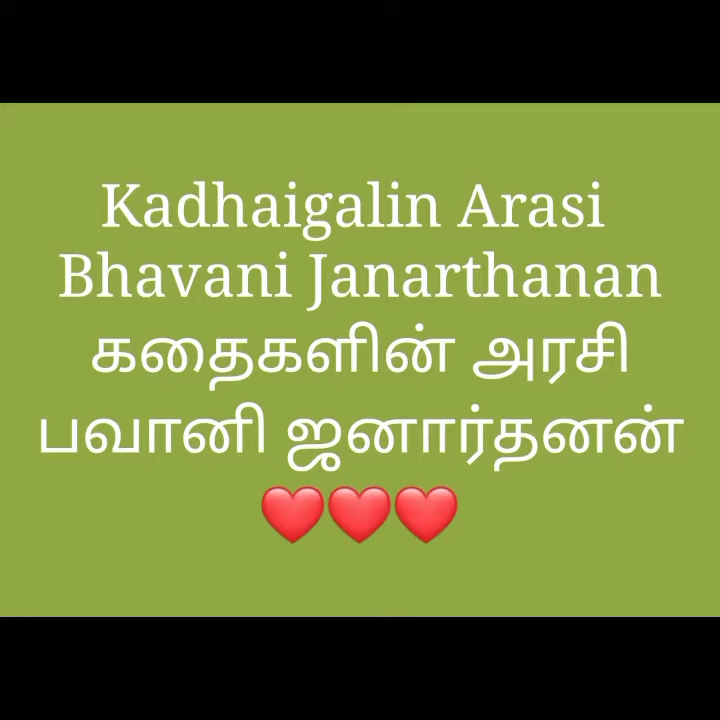 Kadhaigalin Arasi
Bhavani Janarthanan
கதைகளின் அரசி
பவானி ஜனார்தனன்
❤️❤️❤️